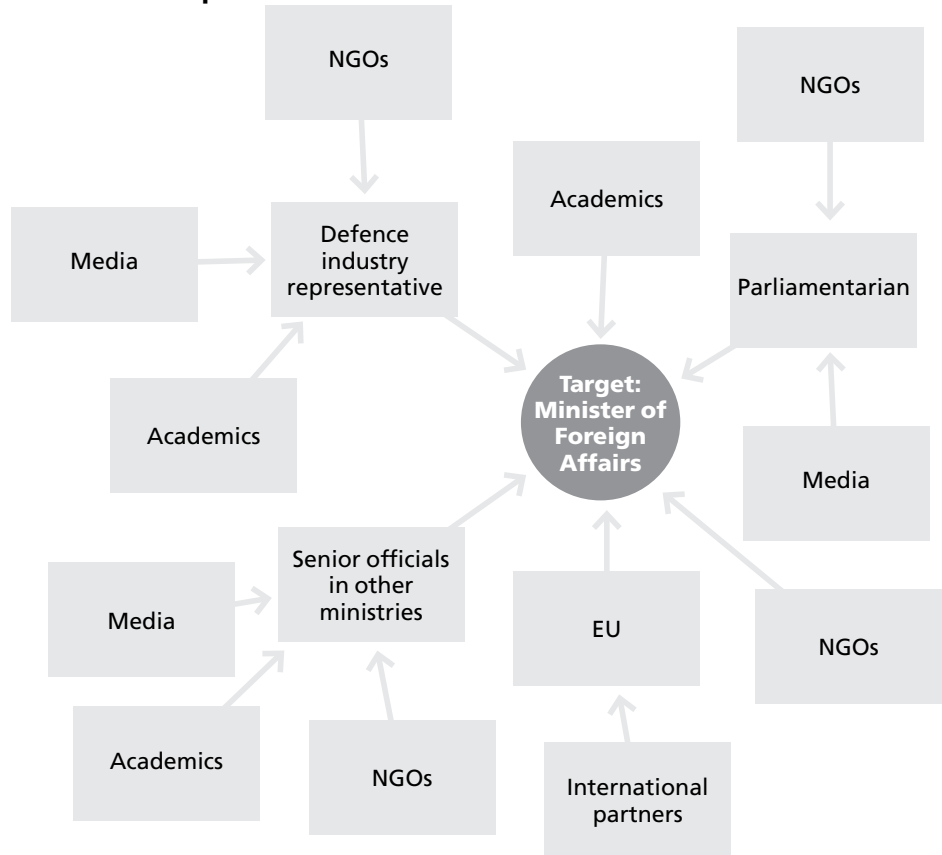 NGOs
NGOs
Academics
Media
Defence
industry
representative
Parliamentarian
Academics
Target:
Minister of
Foreign
Affairs
Media
Senior officials
in other
ministries
Media
EU
NGOs
Academics
NGOs
International
partners